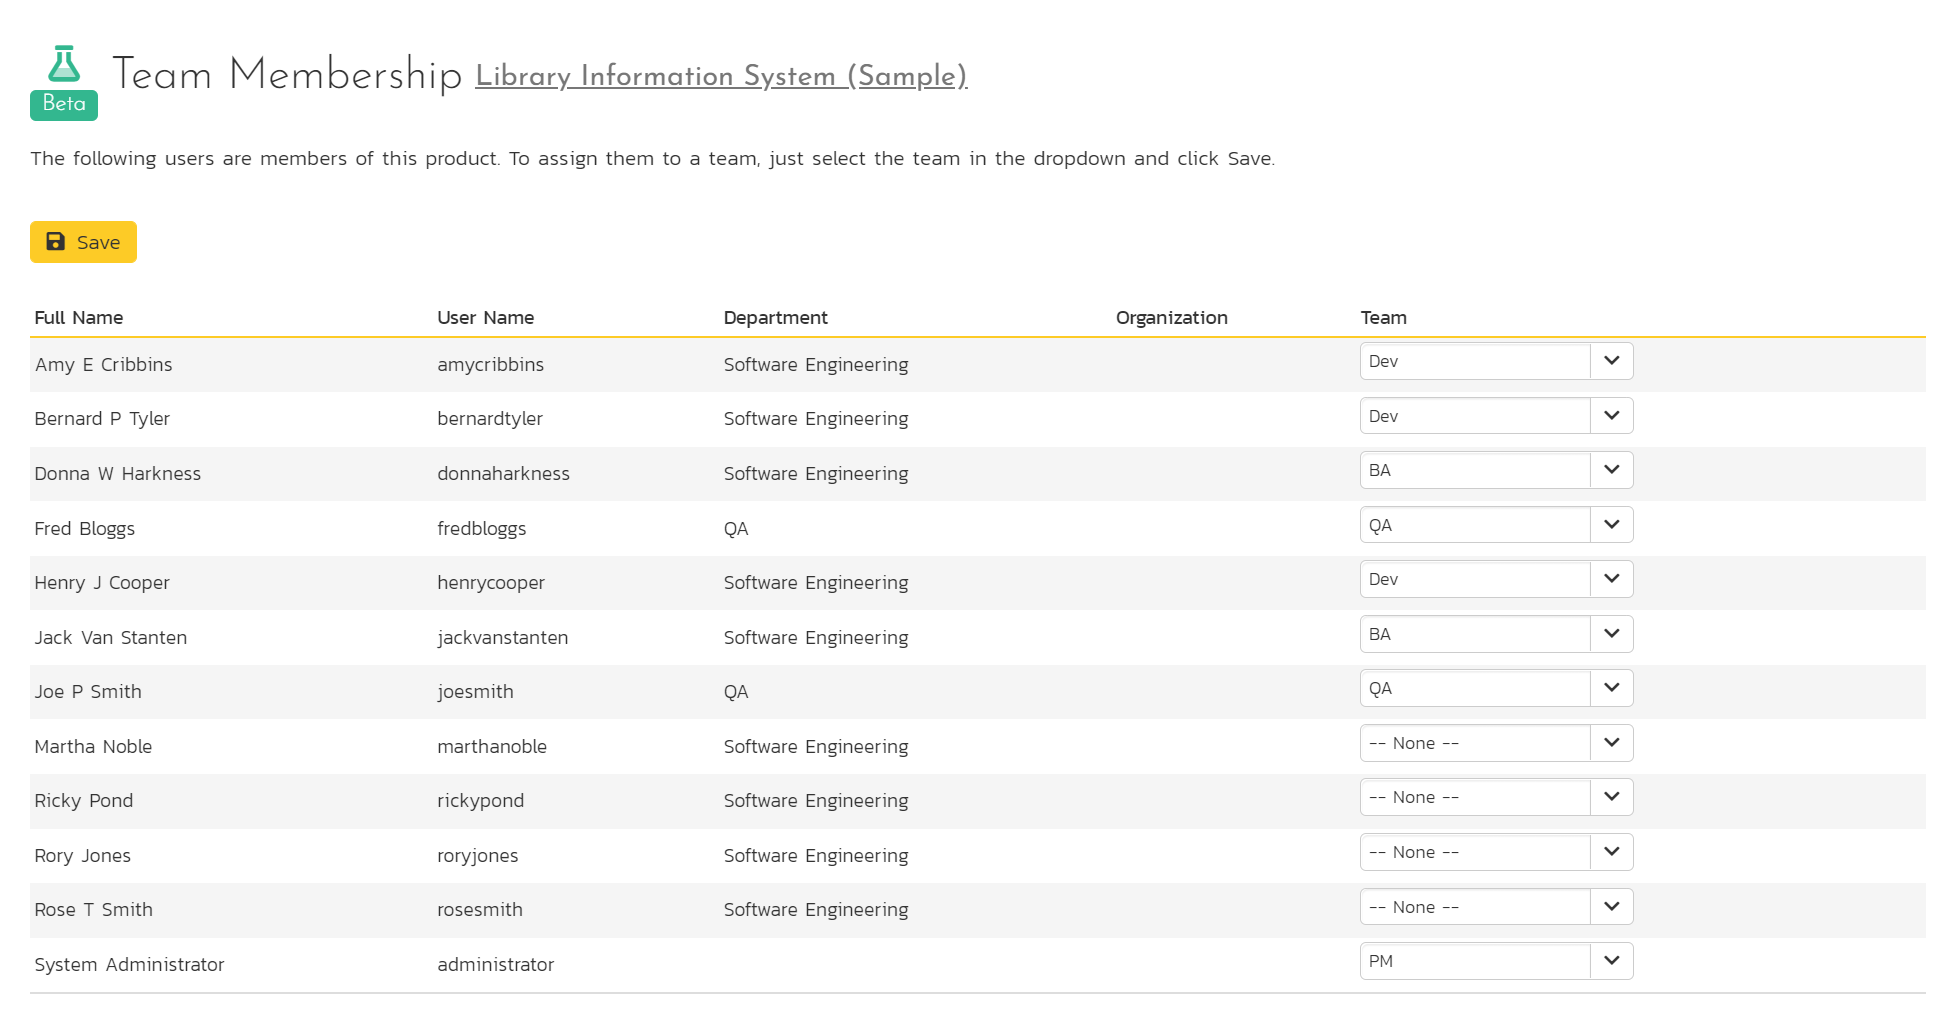 Beta Team Membership Library Information System (Sample)
The following users are members of this product. To assign them to a team, just select the team in the dropdown and click Save.
Save
Full Name User Name Department Organization Team
Amy E Cribbins amycribbins Software Engineering Dev
Bernard P Tyler bernardtyler Software Engineering Dev
Donna W Harkness donnaharkness Software Engineering BA
Fred Bloggs fredbloggs QA QA
Henry J Cooper henrycooper Software Engineering Dev
Jack Van Stanten jackvanstanten Software Engineering BA
Joe P Smith joesmith QA QA
Martha Noble marthanoble Software Engineering -- None --
Ricky Pond rickypond Software Engineering -- None --
Rory Jones roryjones Software Engineering -- None --
Rose T Smith rosesmith Software Engineering -- None --
System Administrator administrator PM